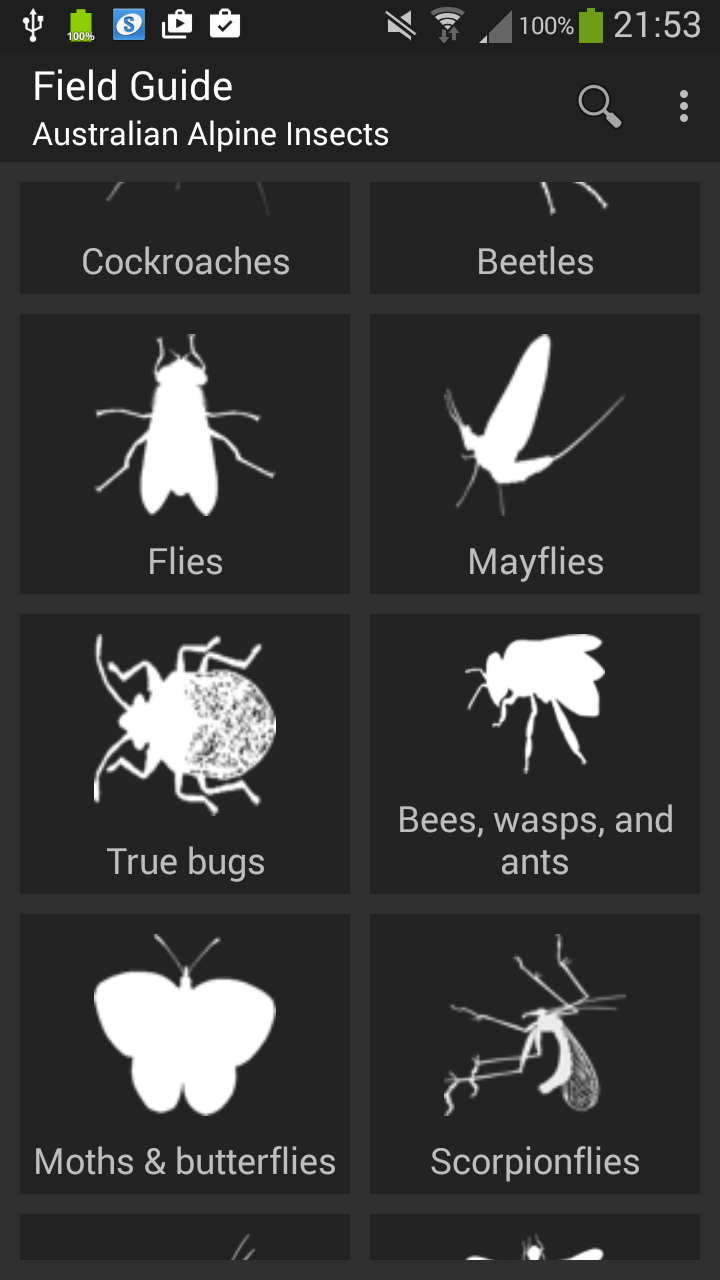 100%
S
100%
21:53
Field Guide
Australian Alpine Insects
Cockroaches
Beetles
Flies
Mayflies
True bugs
Bees, wasps, and
ants
Moths & butterflies
Scorpionflies